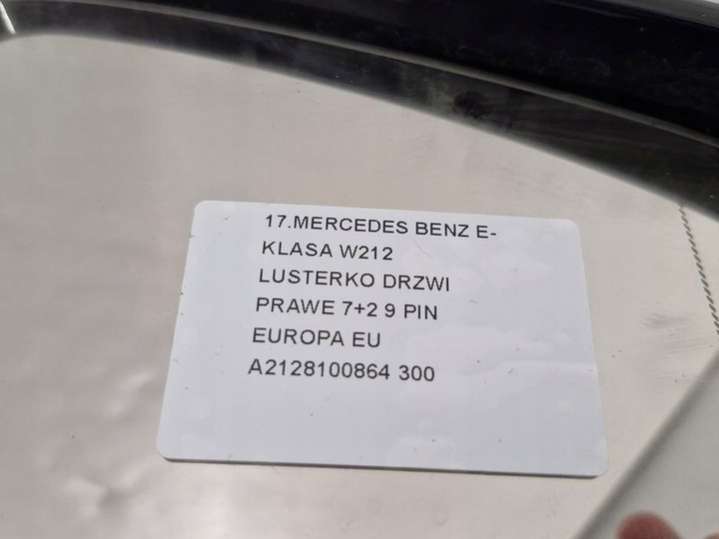 17.MERCEDES BENZ E-
KLASA W212
LUSTERKO DRZWI
PRAWE 7+2 9 PIN
EUROPA EU
A2128100864 300